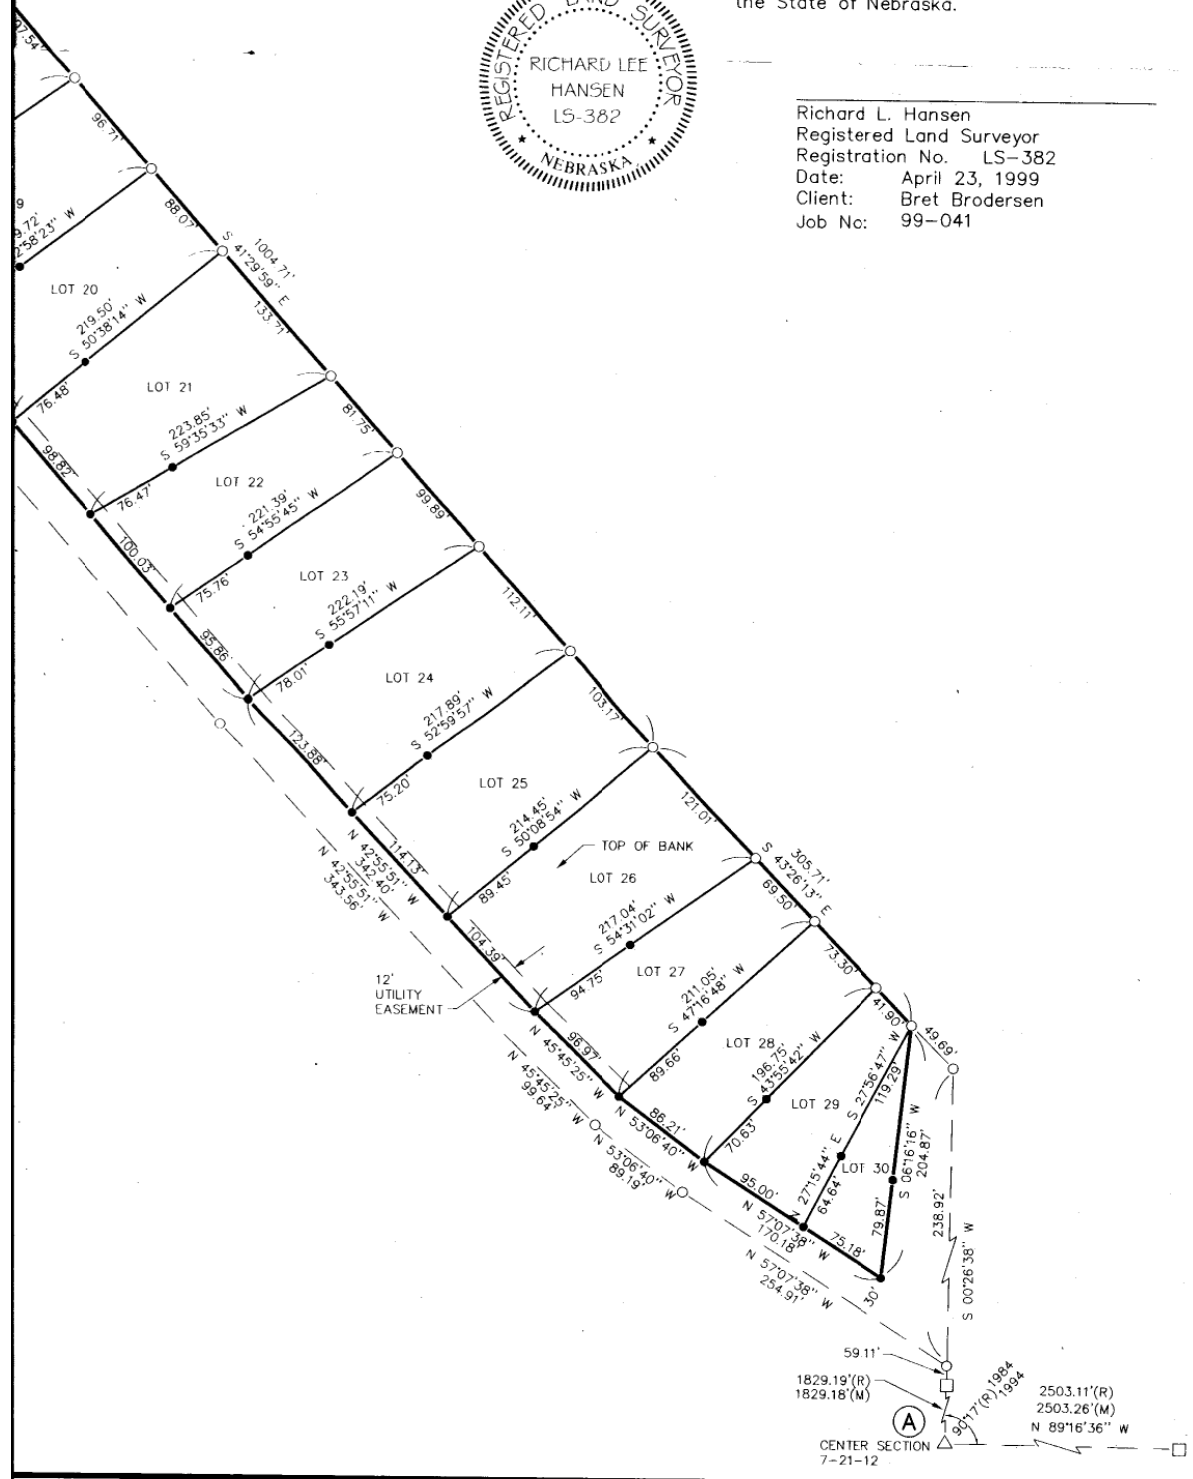 the State of Nebraska.
REGISTERED LAND SURVEYOR
RICHARD LEE
HANSEN
LS-382
NEBRASKA
Richard L. Hansen
Registered Land Surveyor
Registration No. LS-382
Date: April 23, 1999
Client: Bret Brodersen
Job No: 99-041
96.71'
88.07'
S 41°29'59" E
1004.71'
133.71'
81.75'
99.89'
112.11'
103.17'
121.01'
S 43°26'13" E
305.71'
69.50'
73.30'
41.90'
49.69'
LOT 20
219.50'
S 50°38'14" W
76.48'
LOT 21
98.82'
223.85'
S 59°35'33" W
76.47'
LOT 22
100.03'
221.39'
S 54°55'45" W
75.76'
LOT 23
95.86'
222.19'
S 55°57'11" W
78.01'
LOT 24
123.88'
217.89'
S 52°59'57" W
75.20'
LOT 25
114.13'
N 42°55'51" W
342.40'
N 42°55'51" W
343.56'
214.45'
S 50°08'54" W
89.45'
TOP OF BANK
LOT 26
104.39'
12'
UTILITY
EASEMENT
217.04'
S 54°31'02" W
94.75'
LOT 27
96.97'
N 45°45'25" W
N 45°45'25" W
99.64'
211.05'
S 47°16'48" W
89.66'
LOT 28
86.21'
N 53°06'40" W
N 53°06'40" W
89.19'
196.75'
S 43°55'42" W
70.63'
LOT 29
95.00'
S 27°56'47" W
119.29'
N 27°15'44" E
64.64'
LOT 30
S 06°16'16" W
204.87'
79.87'
N 57°07'38" W
170.18'
75.18'
N 57°07'38" W
254.91'
30'
238.92'
S 00°26'38" W
59.11'
1829.19'(R)
1829.18'(M)
A
CENTER SECTION
7-21-12
90°17'(R) 1984
1994
2503.11'(R)
2503.26'(M)
N 89°16'36" W